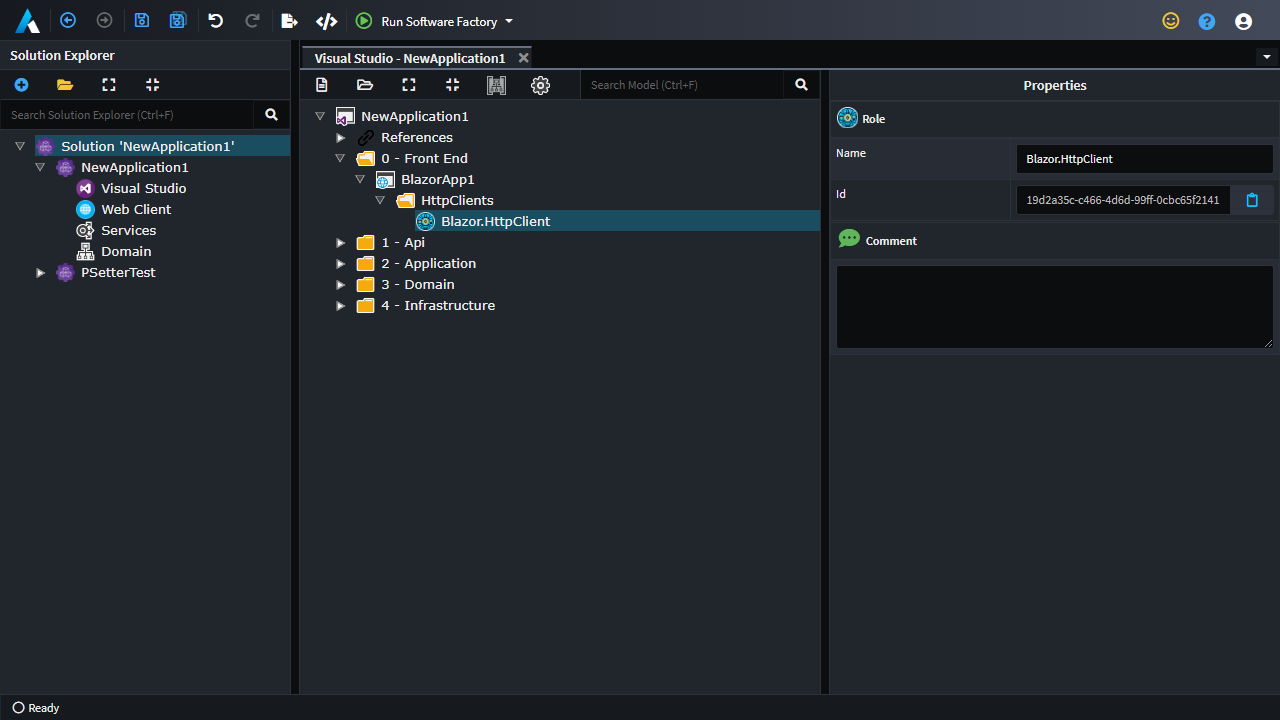 Run Software Factory
Solution Explorer
Search Solution Explorer (Ctrl+F)
Solution 'NewApplication1'
NewApplication1
Visual Studio
Web Client
Services
Domain
PSetterTest
Visual Studio - NewApplication1
Search Model (Ctrl+F)
NewApplication1
References
0 - Front End
BlazorApp1
HttpClients
Blazor.HttpClient
1 - Api
2 - Application
3 - Domain
4 - Infrastructure
Properties
Role
Name
Blazor.HttpClient
Id
19d2a35c-c466-4d6d-99ff-0cbc65f2141
Comment
Ready